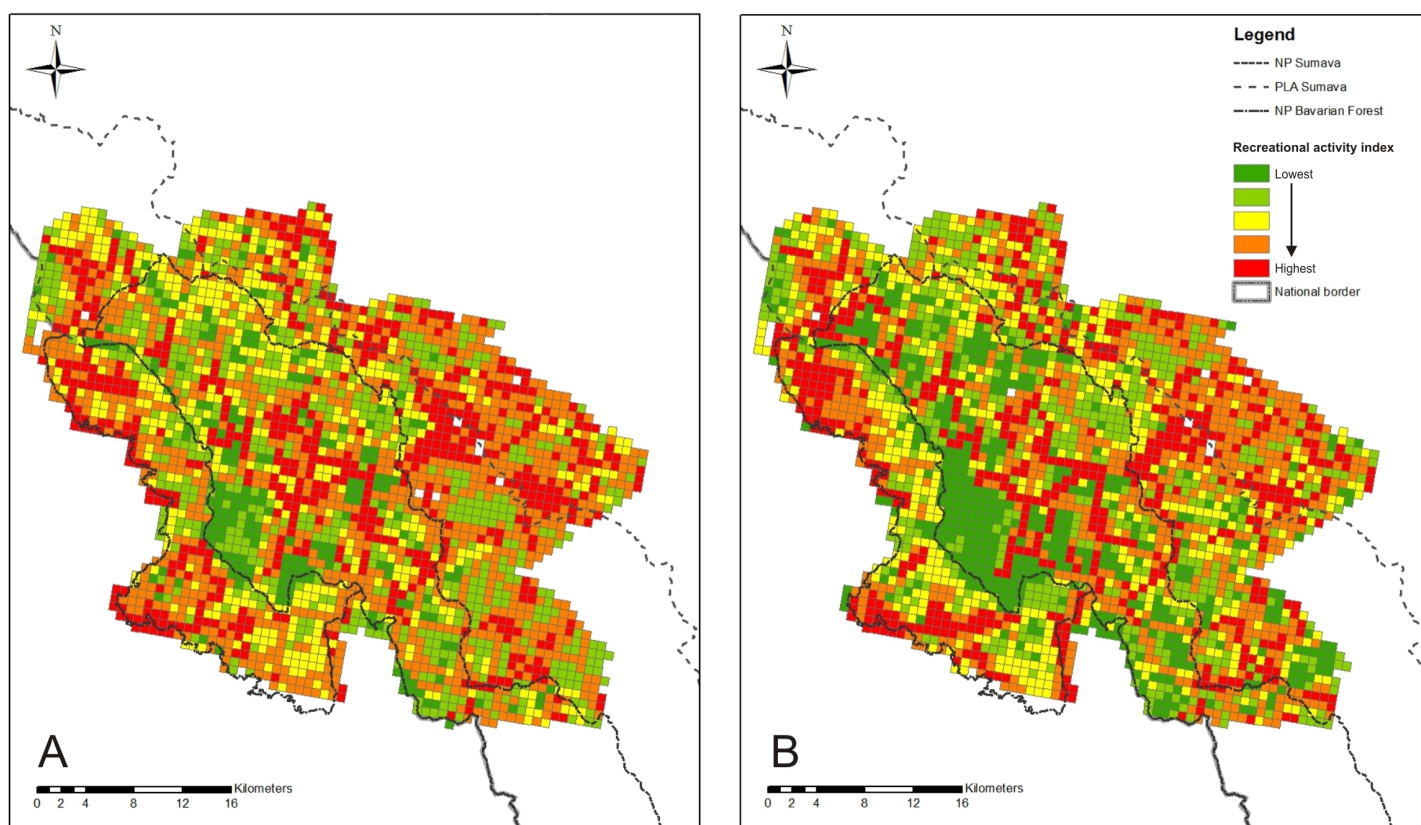 N
A
0 2 4 8 12 16
Kilometers
N
Legend
NP Sumava
PLA Sumava
NP Bavarian Forest
Recreational activity index
Lowest
Highest
National border
B
0 1 2 4 8 12 16
Kilometers